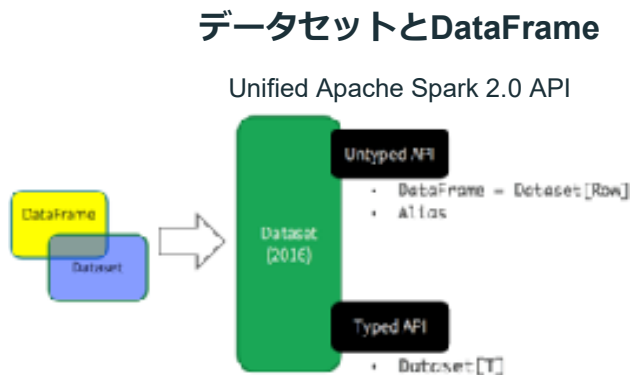 データセットとDataFrame
Unified Apache Spark 2.0 API
Untyped API
• DataFrame = Dataset[Row]
• Alias
DataFrame
Dataset
Dataset
(2016)
Typed API
• Dataset[T]